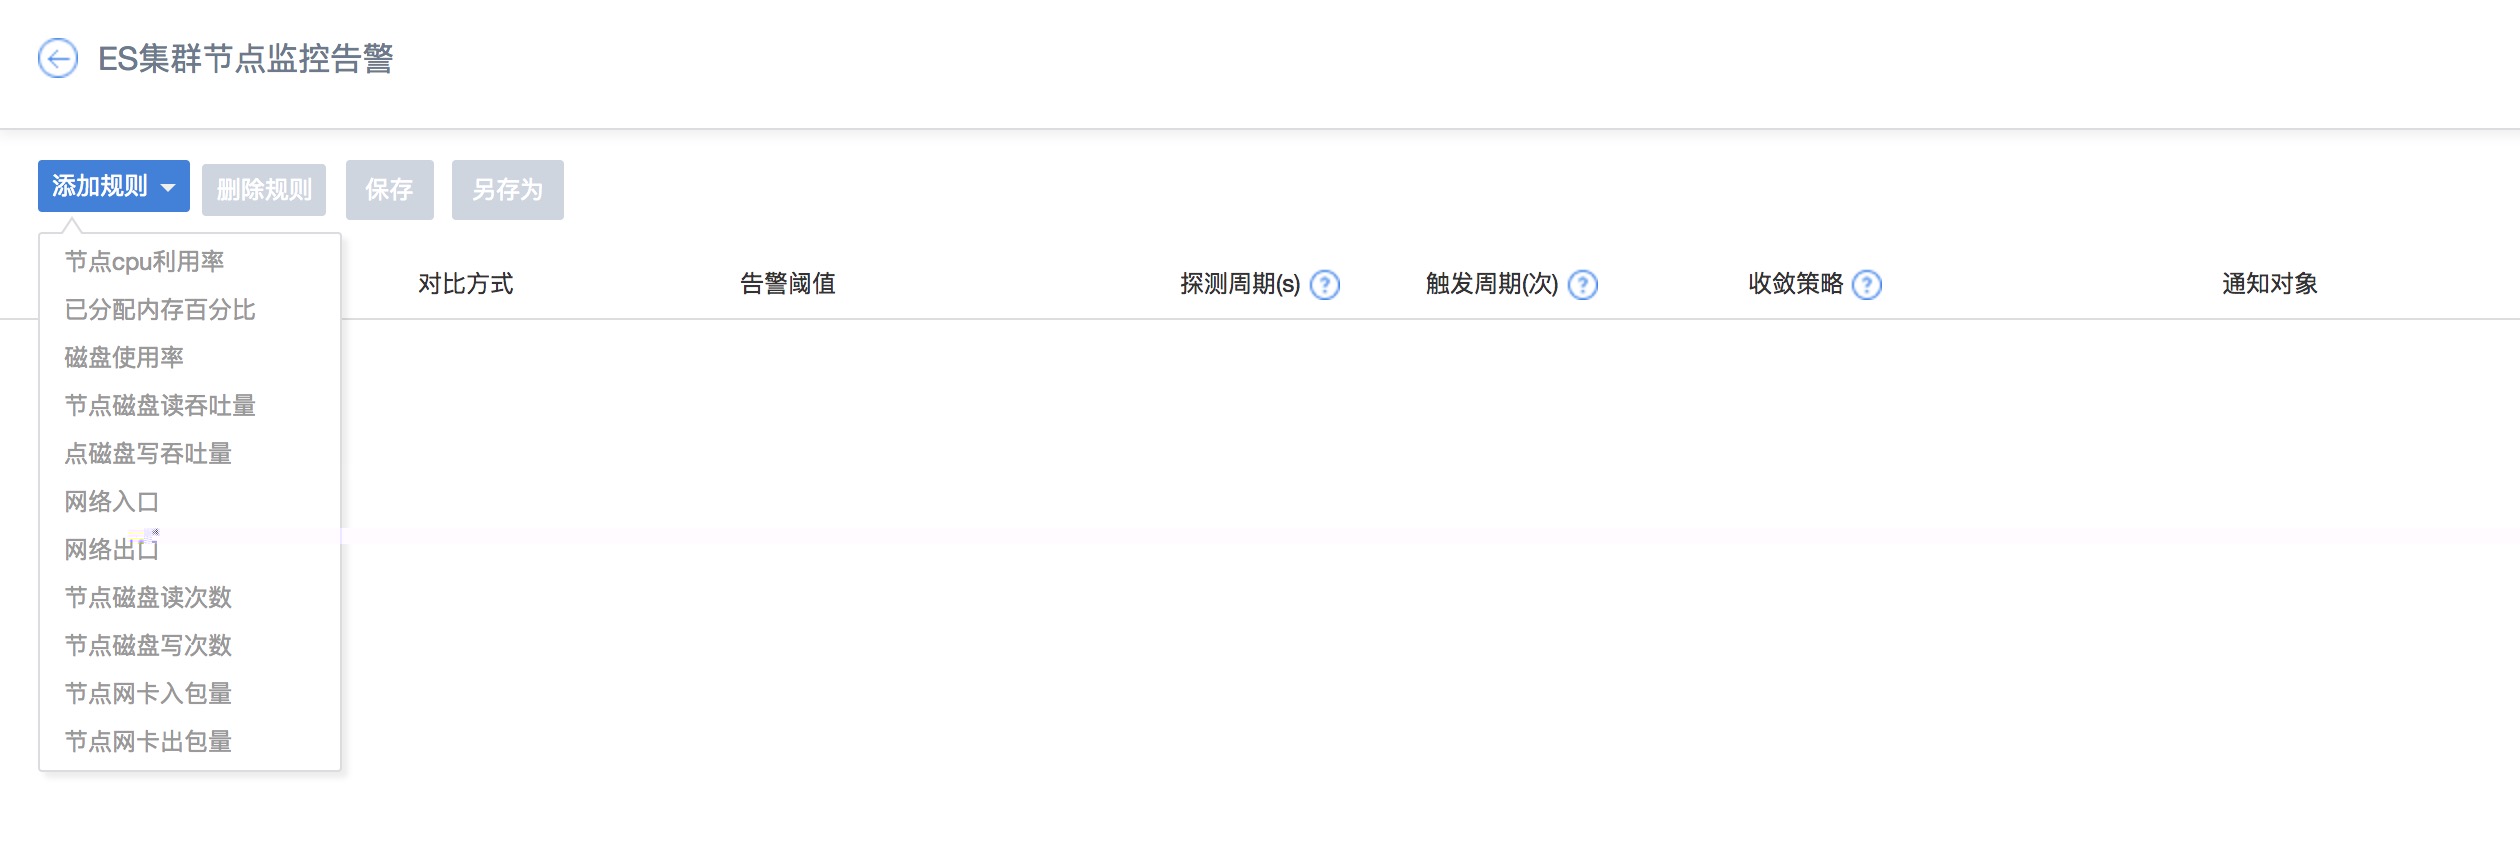 ES集群节点监控告警
添加规则 删除规则 保存 另存为
对比方式 告警阈值 探测周期(s) ? 触发周期(次) ? 收敛策略 ? 通知对象
节点cpu利用率
已分配内存百分比
磁盘使用率
节点磁盘读吞吐量
点磁盘写吞吐量
网络入口
网络出口
节点磁盘读次数
节点磁盘写次数
节点网卡入包量
节点网卡出包量